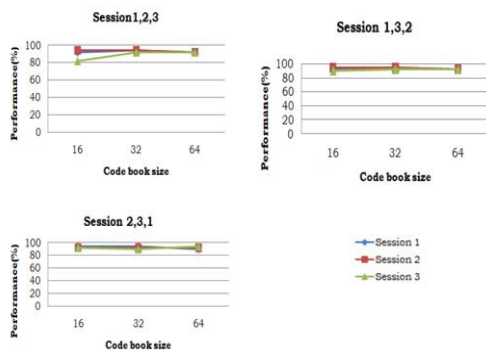 Session1,2,3
Performance(%)
100
80
60
40
20
0
16 32 64
Code book size
Session 1,3,2
Performance(%)
100
80
60
40
20
0
16 32 64
Code book size
Session 2,3,1
Performance(%)
100
80
60
40
20
0
16 32 64
Code book size
Session 1
Session 2
Session 3